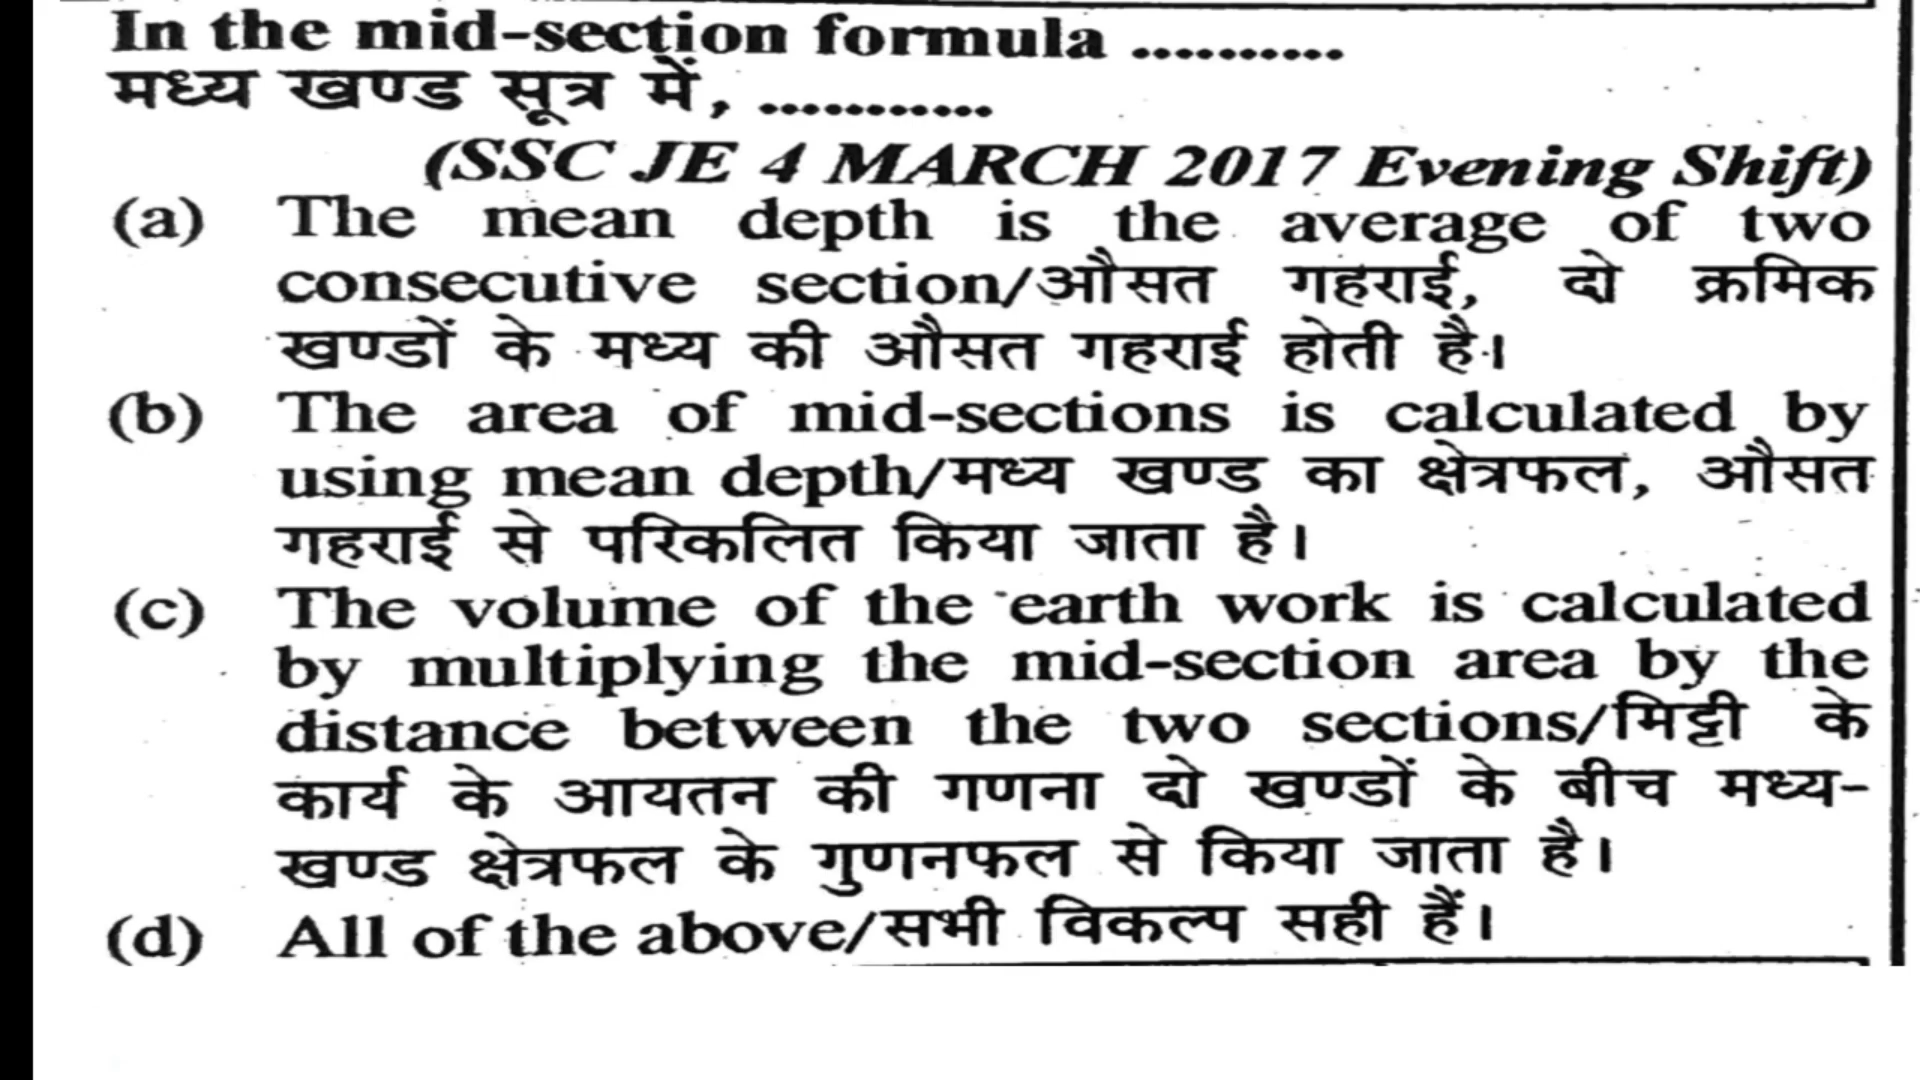 In the mid-section formula ..........
मध्य खण्ड सूत्र में, ...........
(SSC JE 4 MARCH 2017 Evening Shift)
(a) The mean depth is the average of two
consecutive section/औसत गहराई, दो क्रमिक
खण्डों के मध्य की औसत गहराई होती है।
(b) The area of mid-sections is calculated by
using mean depth/मध्य खण्ड का क्षेत्रफल, औसत
गहराई से परिकलित किया जाता है।
(c) The volume of the earth work is calculated
by multiplying the mid-section area by the
distance between the two sections/मिट्टी के
कार्य के आयतन की गणना दो खण्डों के बीच मध्य-
खण्ड क्षेत्रफल के गुणनफल से किया जाता है।
(d) All of the above/सभी विकल्प सही हैं।